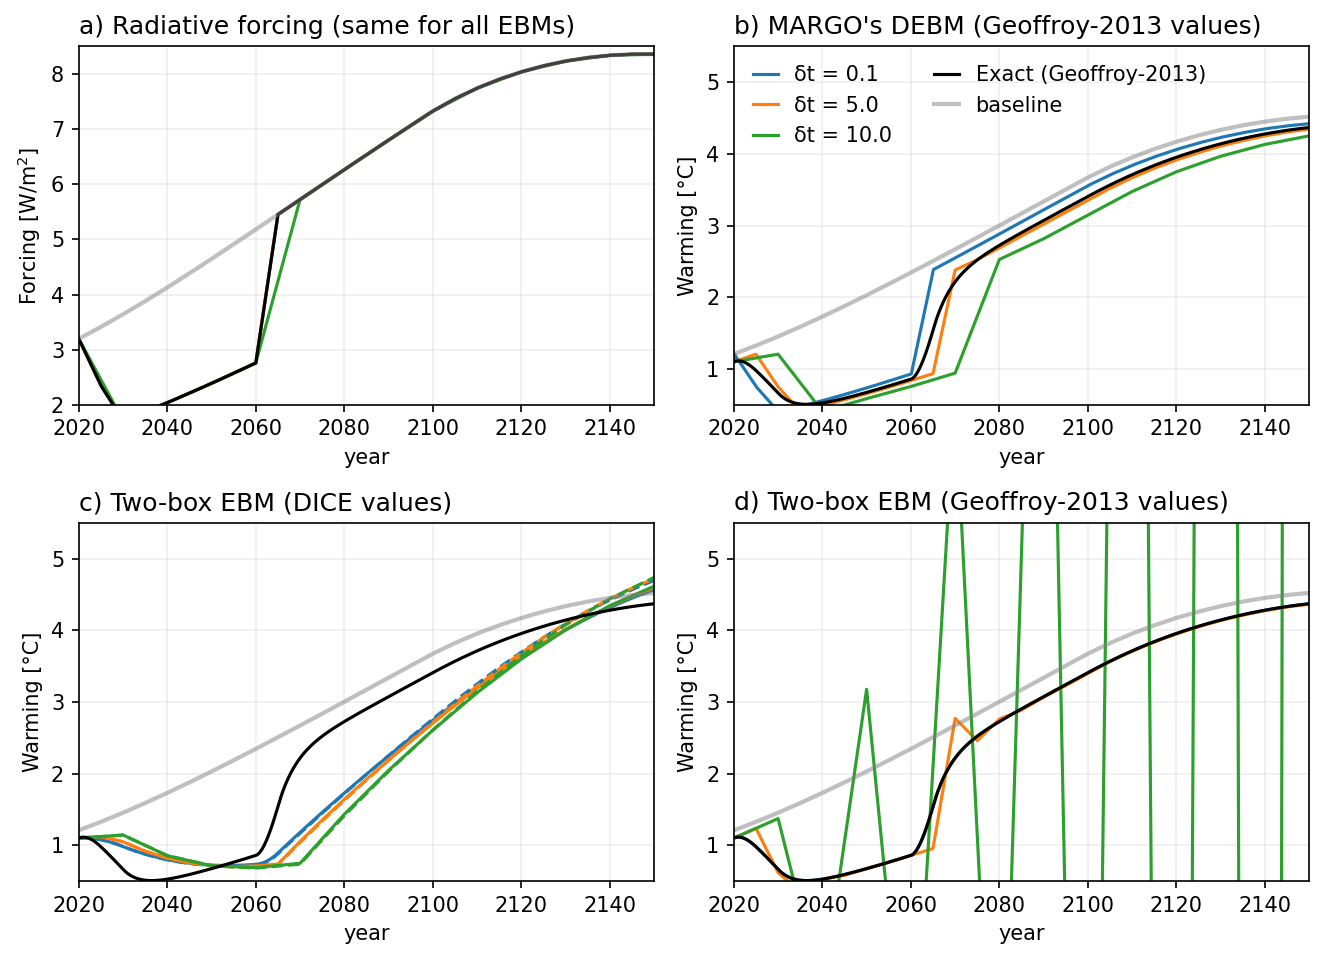 a) Radiative forcing (same for all EBMs)
Forcing [W/m²]
8
7
6
5
4
3
2
2020 2040 2060 2080 2100 2120 2140
year
b) MARGO's DEBM (Geoffroy-2013 values)
δt = 0.1
δt = 5.0
δt = 10.0
Exact (Geoffroy-2013)
baseline
Warming [°C]
5
4
3
2
1
2020 2040 2060 2080 2100 2120 2140
year
c) Two-box EBM (DICE values)
Warming [°C]
5
4
3
2
1
2020 2040 2060 2080 2100 2120 2140
year
d) Two-box EBM (Geoffroy-2013 values)
Warming [°C]
5
4
3
2
1
2020 2040 2060 2080 2100 2120 2140
year